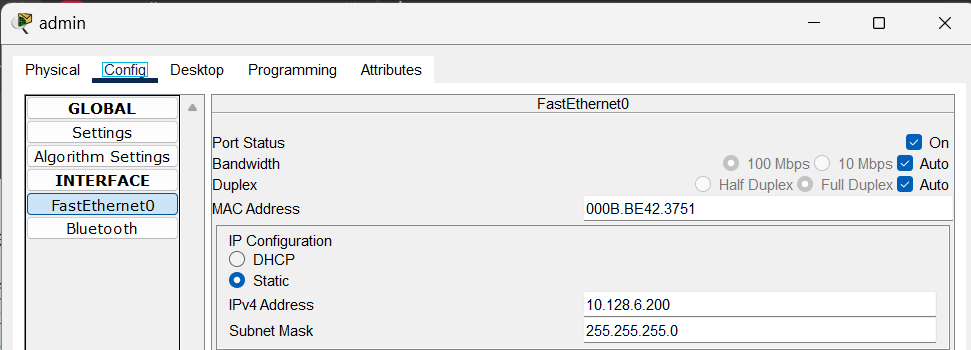 admin
Physical Config Desktop Programming Attributes
GLOBAL
Settings
Algorithm Settings
INTERFACE
FastEthernet0
Bluetooth
FastEthernet0
Port Status On
Bandwidth 100 Mbps 10 Mbps Auto
Duplex Half Duplex Full Duplex Auto
MAC Address 000B.BE42.3751
IP Configuration
DHCP
Static
IPv4 Address 10.128.6.200
Subnet Mask 255.255.255.0